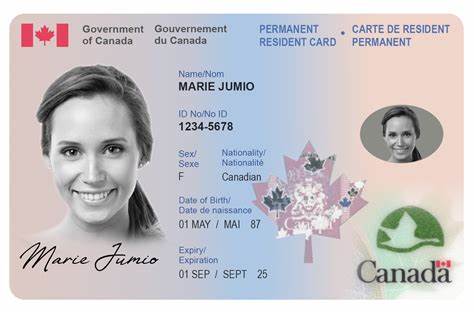 Government of Canada
Gouvernement du Canada
PERMANENT RESIDENT CARD
• CARTE DE RESIDENT PERMANENT
Name/Nom
MARIE JUMIO
ID No/No ID
1234-5678
Sex/Sexe
Nationality/Nationalité
F Canadian
Date of Birth/
Date de naissance
01 MAY / MAI 87
Expiry/
Expiration
01 SEP / SEPT 25
Marie Jumio
Canada